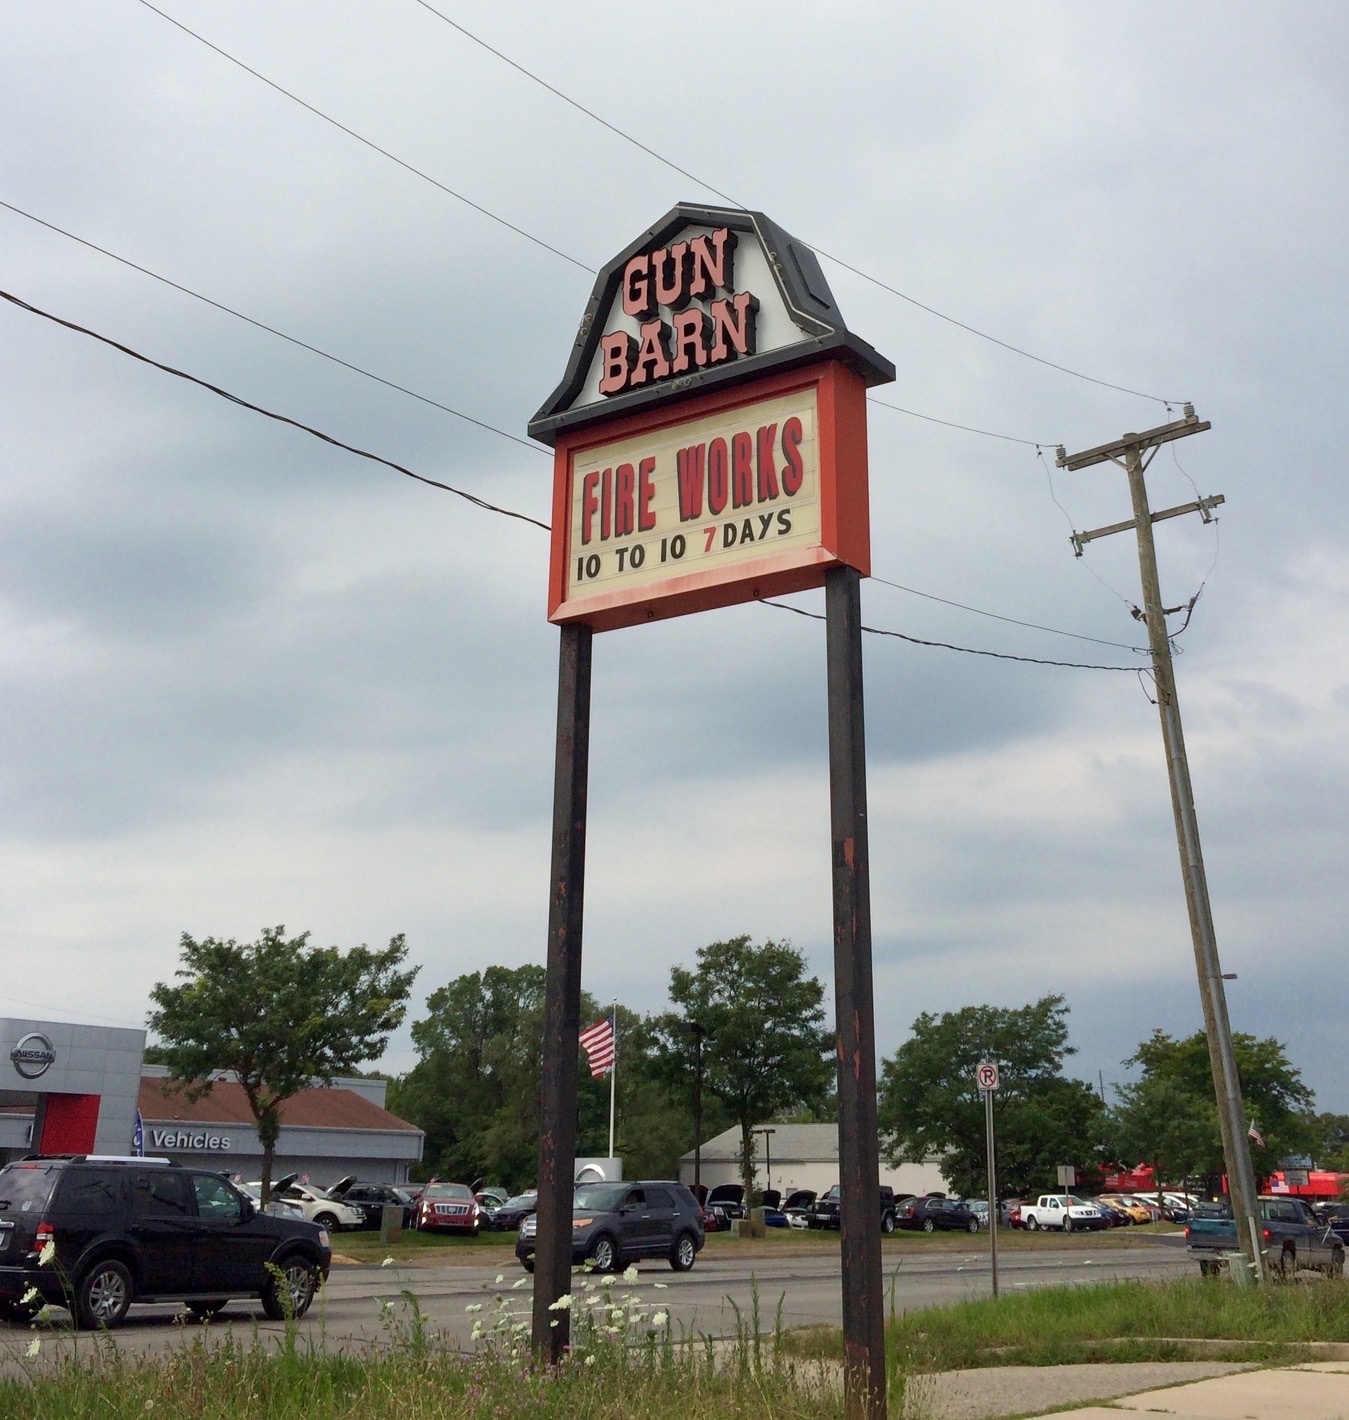 GUN
BARN
FIRE WORKS
10 TO 10 7 DAYS
NISSAN
Vehicles